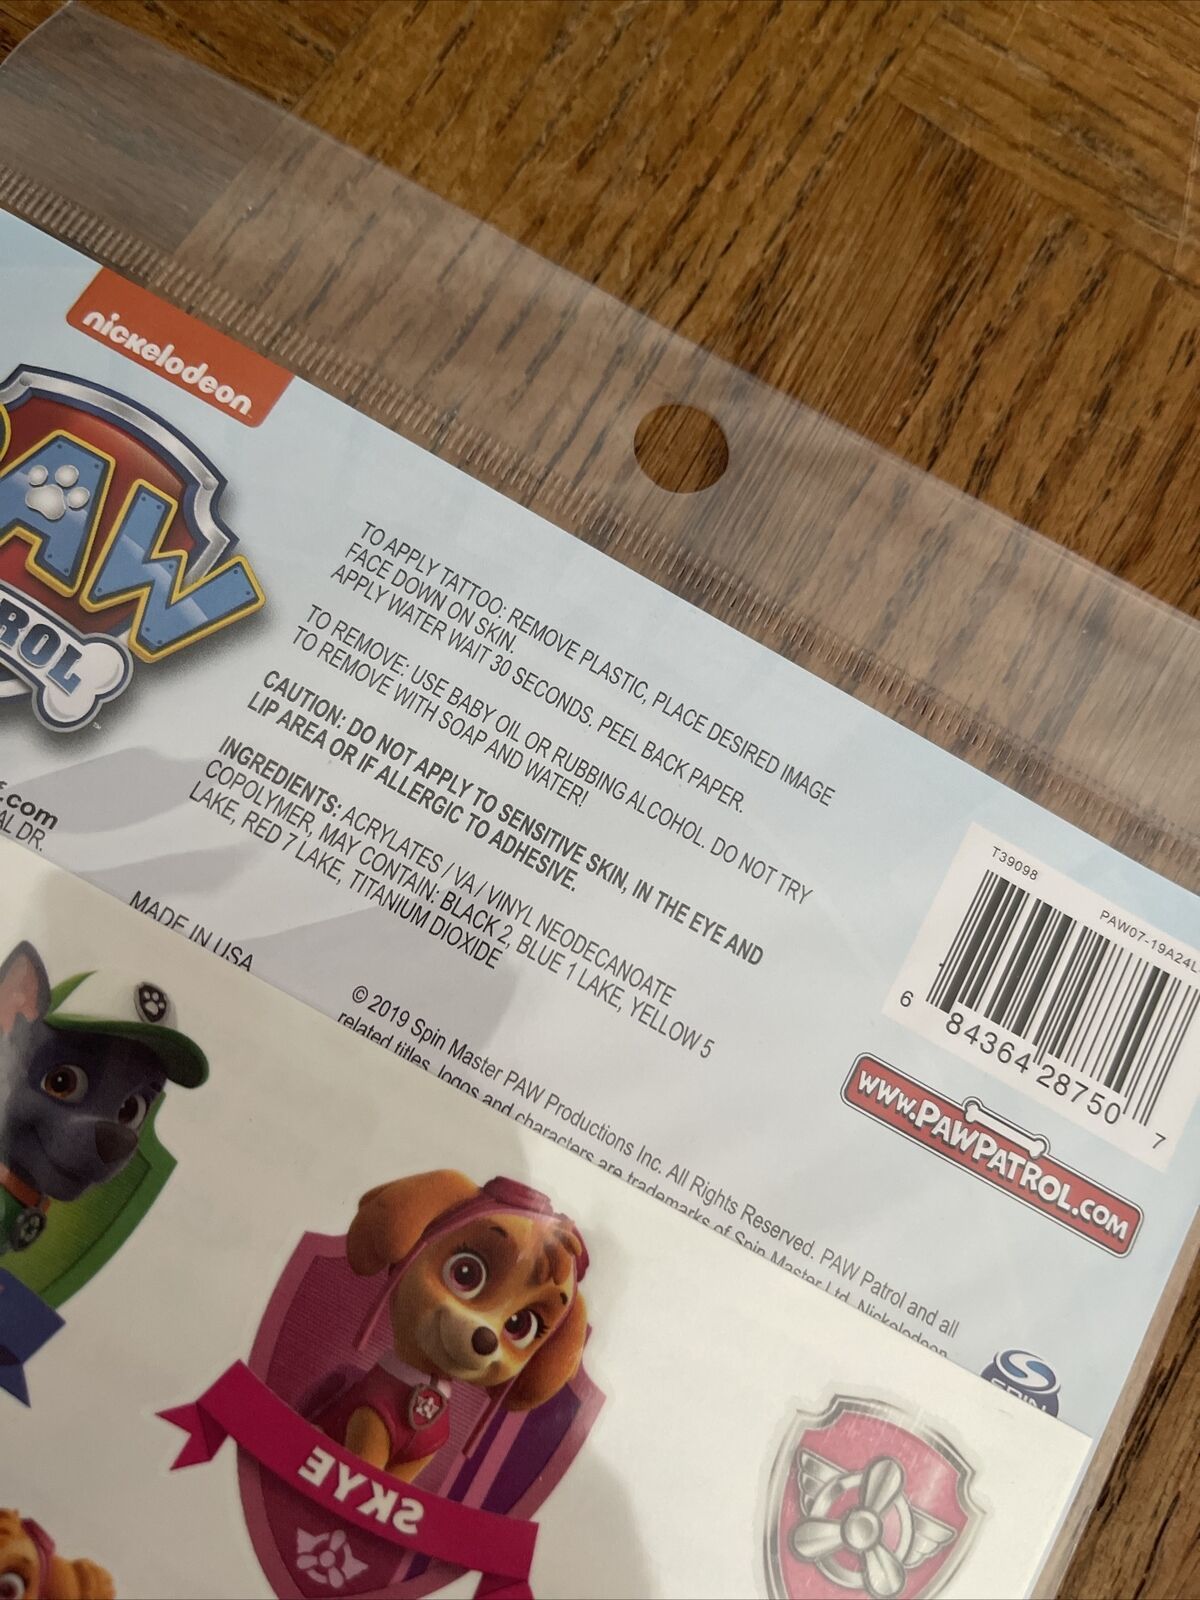 nickelodeon
PAW
ROL
TO APPLY TATTOO: REMOVE PLASTIC, PLACE DESIRED IMAGE
FACE DOWN ON SKIN.
APPLY WATER WAIT 30 SECONDS. PEEL BACK PAPER.
TO REMOVE: USE BABY OIL OR RUBBING ALCOHOL. DO NOT TRY
TO REMOVE WITH SOAP AND WATER!
CAUTION: DO NOT APPLY TO SENSITIVE SKIN, IN THE EYE AND
LIP AREA OR IF ALLERGIC TO ADHESIVE.
INGREDIENTS: ACRYLATES / VA / VINYL NEODECANOATE
COPOLYMER, MAY CONTAIN: BLACK 2, BLUE 1 LAKE, YELLOW 5
LAKE, RED 7 LAKE, TITANIUM DIOXIDE
.com
AL DR.
MADE IN USA
© 2019 Spin Master PAW Productions Inc. All Rights Reserved. PAW Patrol and all
related titles, logos and characters are trademarks of Spin Master Ltd. Nickelodeon
T39098
PAW07-19A24L
6 84364 28750 7
www.PAWPATROL.COM
SPIN
SKYE